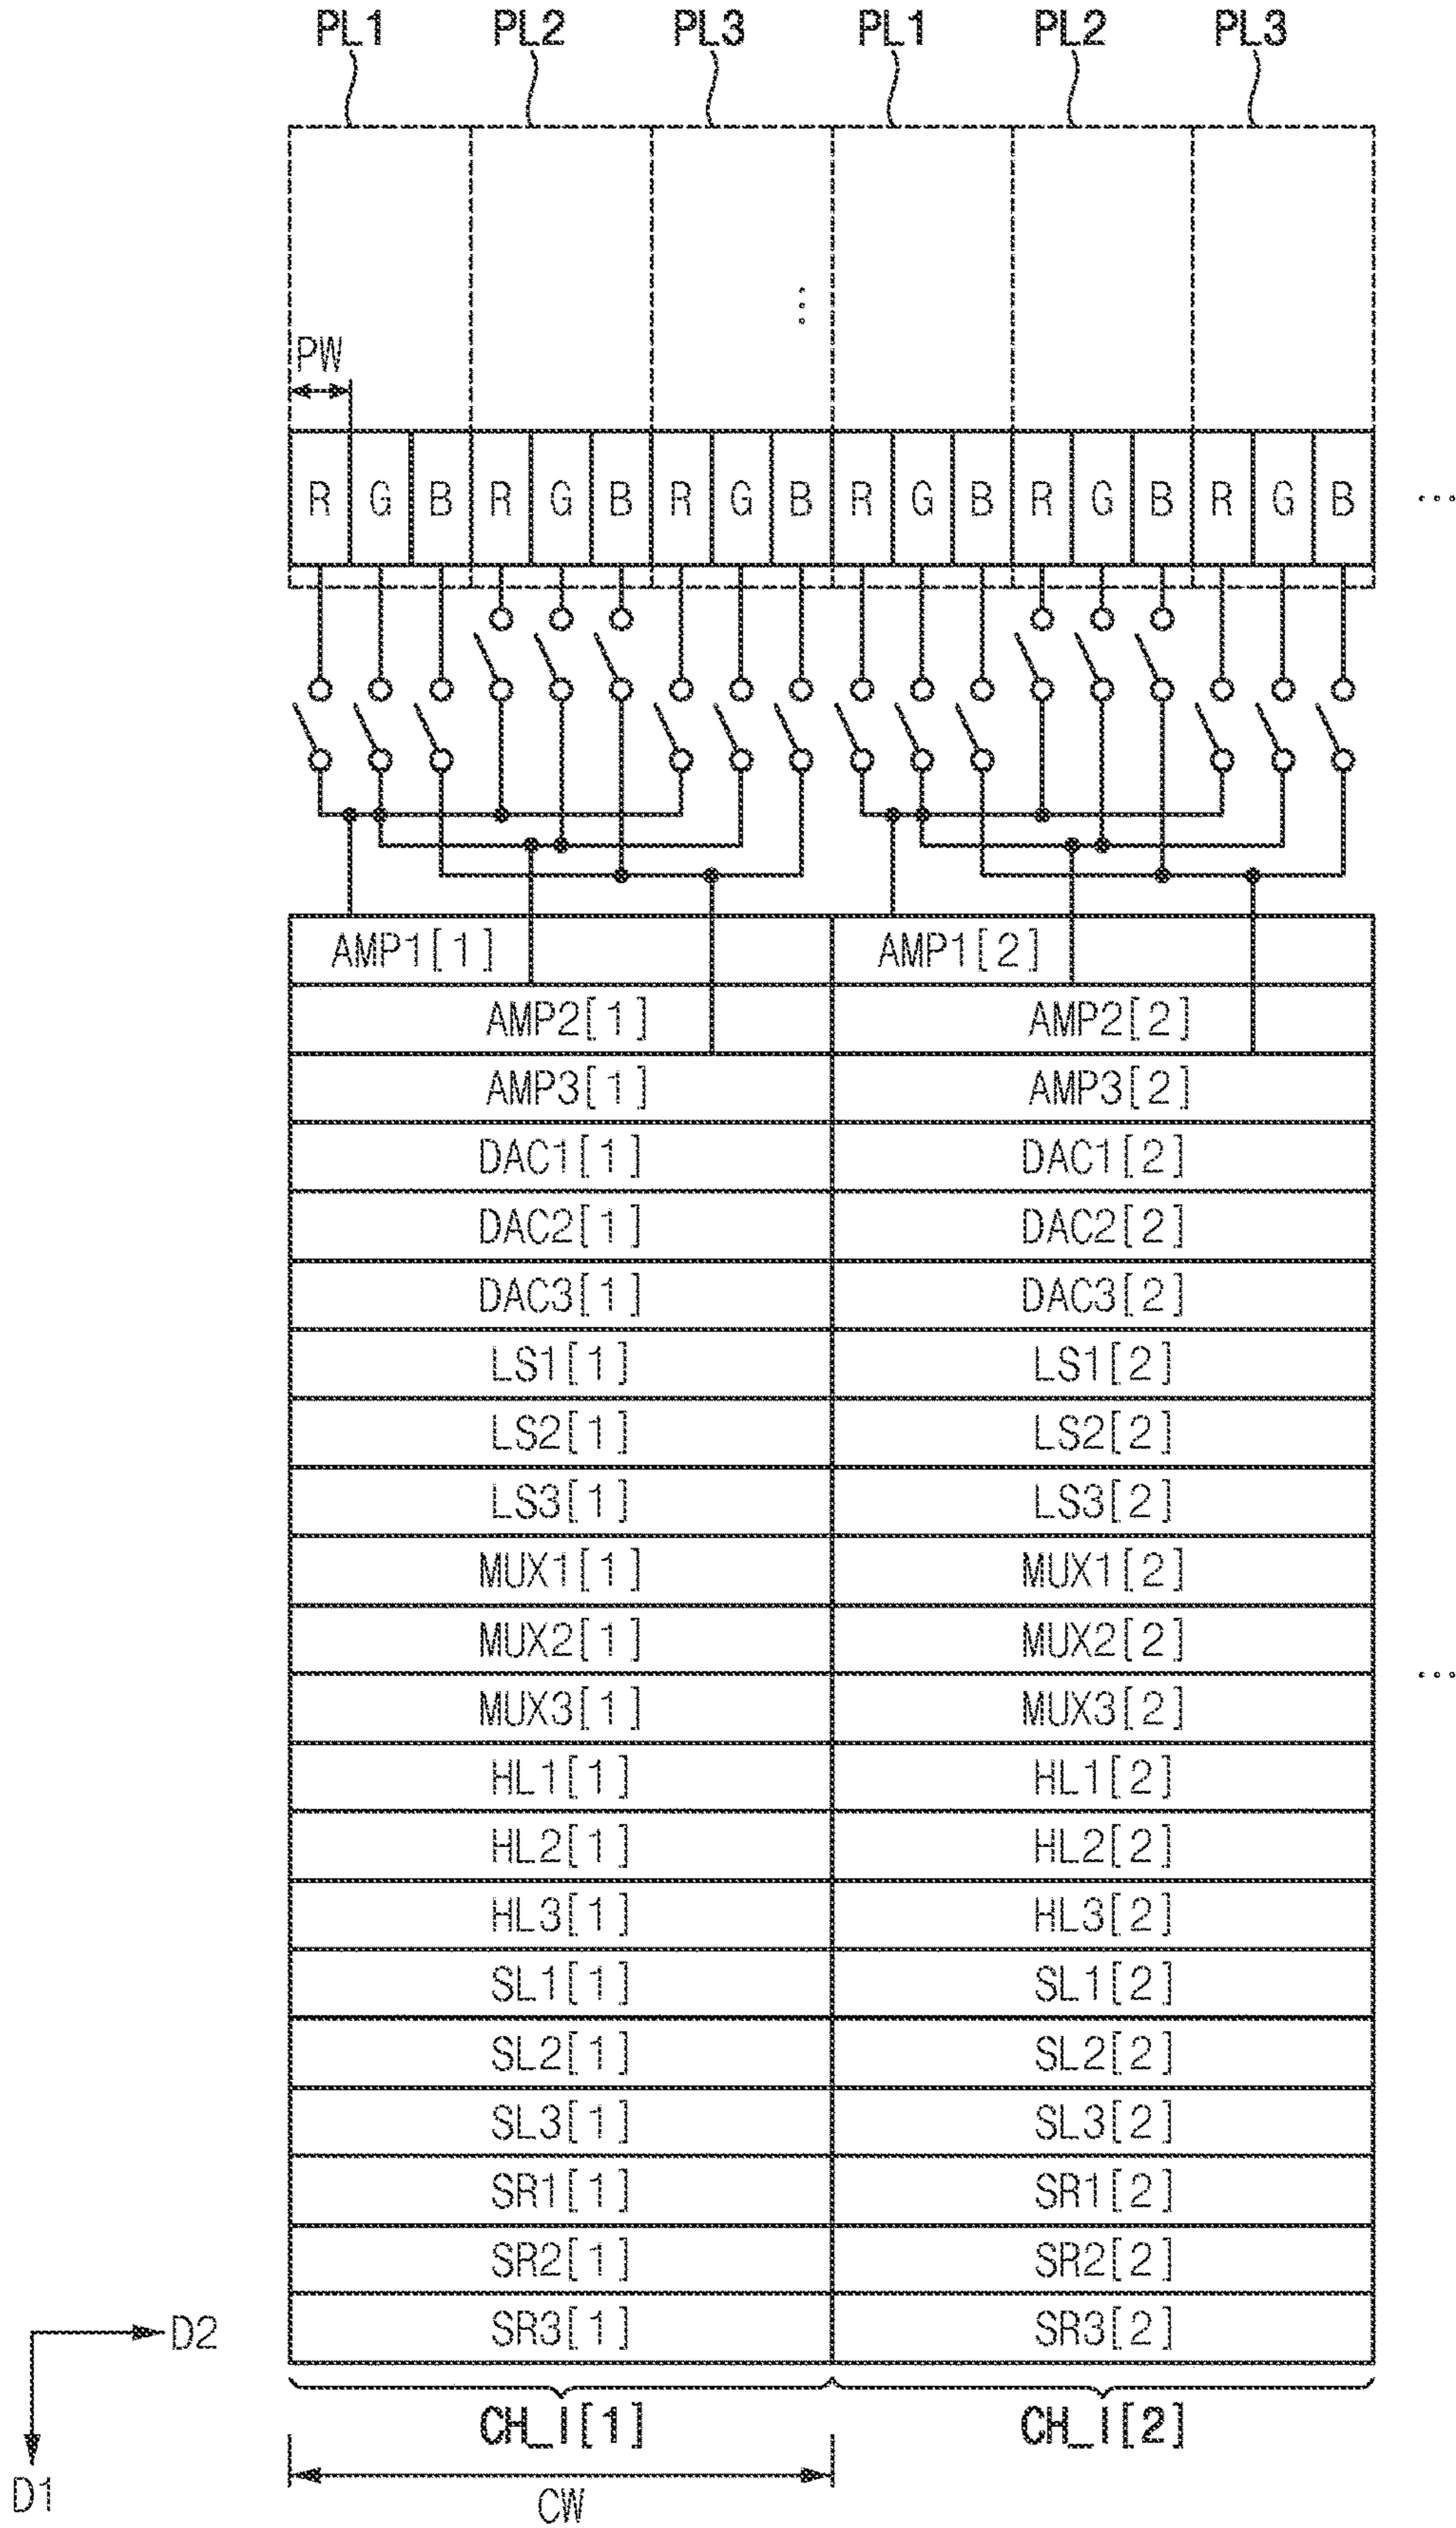 PL1 PL2 PL3 PL1 PL2 PL3
PW
R G B R G B R G B R G B R G B R G B ...
AMP1[1] AMP1[2]
AMP2[1] AMP2[2]
AMP3[1] AMP3[2]
DAC1[1] DAC1[2]
DAC2[1] DAC2[2]
DAC3[1] DAC3[2]
LS1[1] LS1[2]
LS2[1] LS2[2]
LS3[1] LS3[2]
MUX1[1] MUX1[2]
MUX2[1] MUX2[2]
MUX3[1] MUX3[2] ...
HL1[1] HL1[2]
HL2[1] HL2[2]
HL3[1] HL3[2]
SL1[1] SL1[2]
SL2[1] SL2[2]
SL3[1] SL3[2]
SR1[1] SR1[2]
SR2[1] SR2[2]
D2 SR3[1] SR3[2]
CH_I[1] CH_I[2]
D1 CW